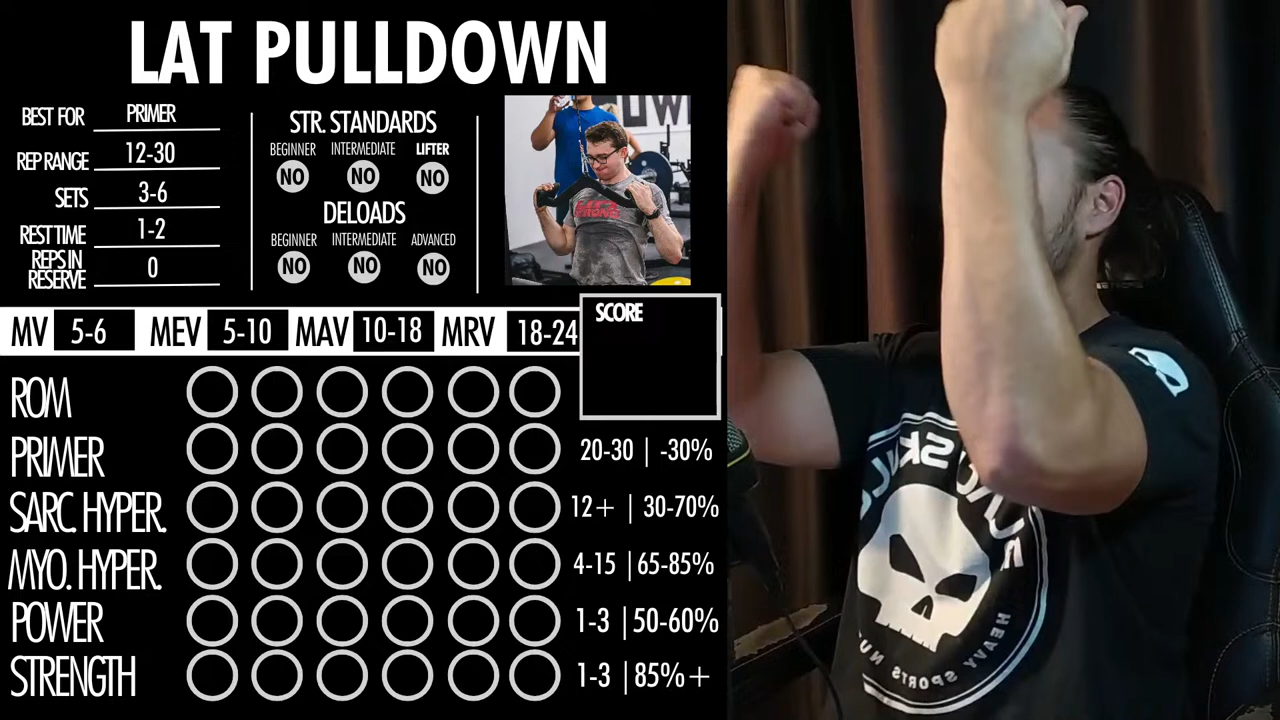 LAT PULLDOWN
BEST FOR PRIMER
REP RANGE 12-30
SETS 3-6
REST TIME 1-2
REPS IN
RESERVE 0
STR. STANDARDS
BEGINNER INTERMEDIATE LIFTER
NO NO NO
DELOADS
BEGINNER INTERMEDIATE ADVANCED
NO NO NO
MV 5-6 MEV 5-10 MAV 10-18 MRV 18-24
SCORE
ROM
PRIMER 20-30 | -30%
SARC. HYPER. 12+ | 30-70%
MYO. HYPER. 4-15 | 65-85%
POWER 1-3 | 50-60%
STRENGTH 1-3 | 85%+
HEAVY SPORTS